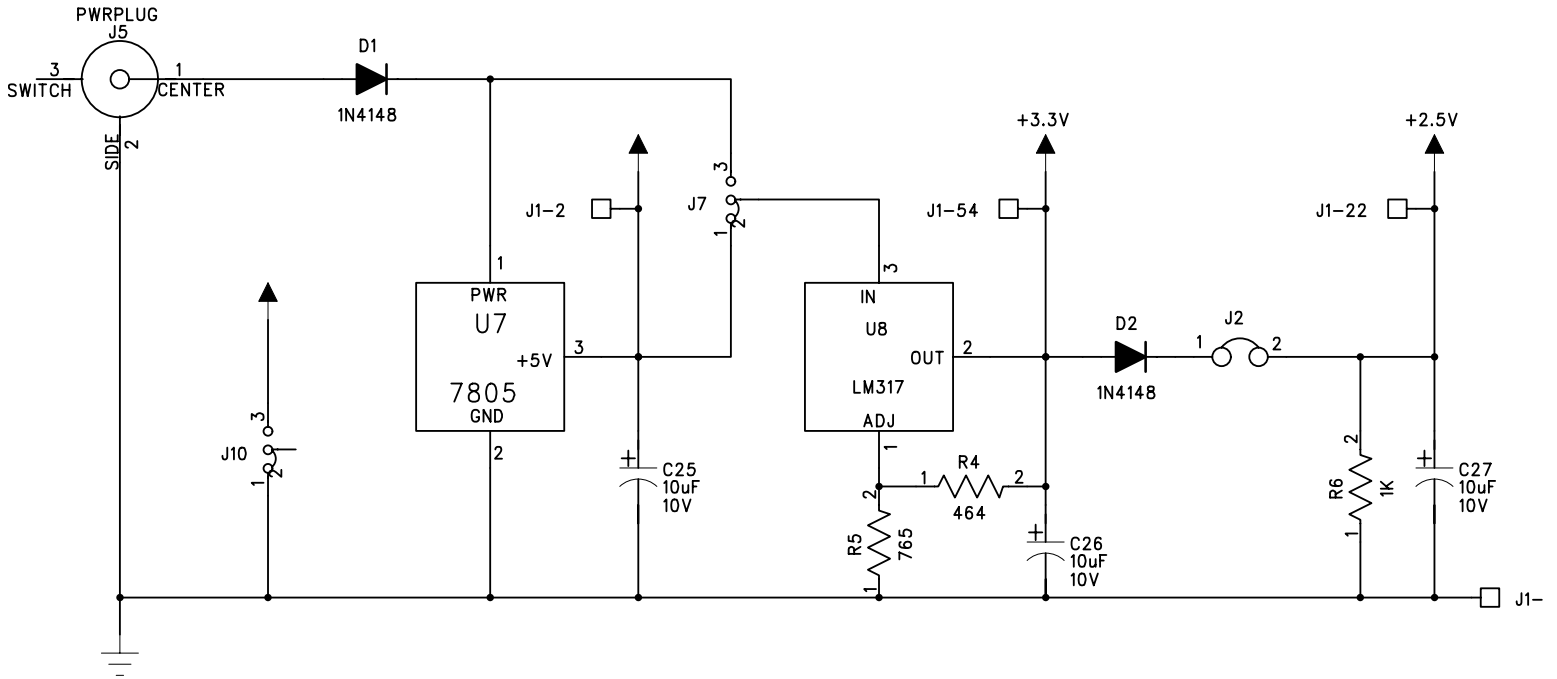 PWRPLUG
J5
3
SWITCH
1
CENTER
SIDE
2
D1
1N4148
J1-2
J7
3
2
1
+3.3V
J1-54
+2.5V
J1-22
1
PWR
U7
+5V
3
7805
GND
2
3
IN
U8
OUT
2
LM317
ADJ
1
D2
1N4148
J2
1
2
J10
3
2
1
C25
10uF
10V
R4
1
2
464
2
R5
765
1
C26
10uF
10V
2
R6
1K
1
C27
10uF
10V
J1-